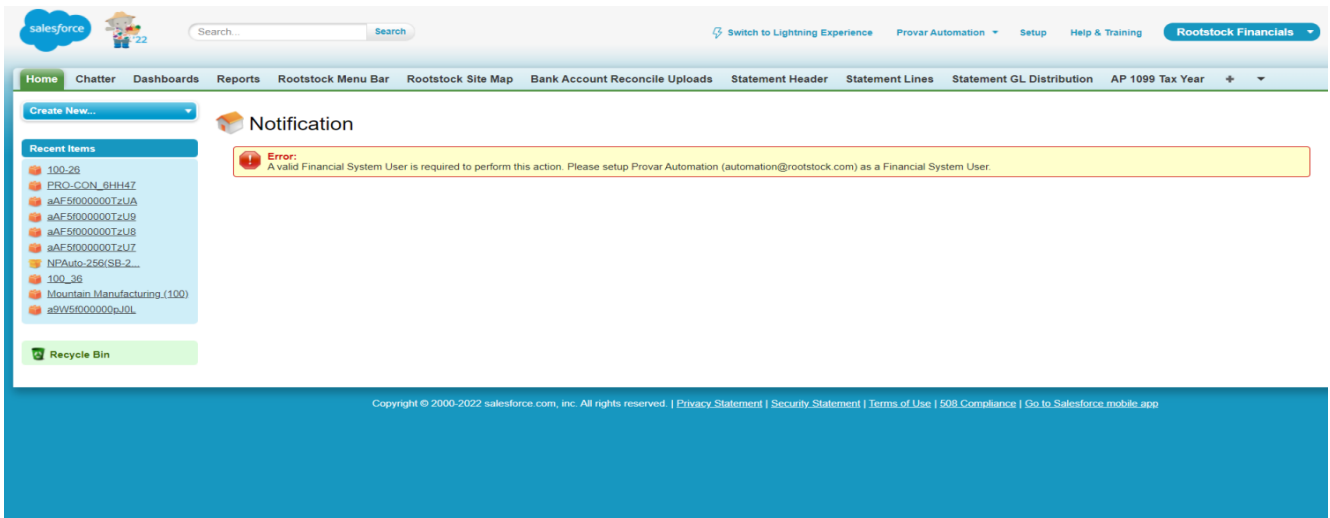 salesforce
'22
Search...
Search
Switch to Lightning Experience
Provar Automation
Setup
Help & Training
Rootstock Financials
Home Chatter Dashboards Reports Rootstock Menu Bar Rootstock Site Map Bank Account Reconcile Uploads Statement Header Statement Lines Statement GL Distribution AP 1099 Tax Year +
Create New...
Recent Items
100-26
PRO-CON_6HH47
aAF5f000000TzUA
aAF5f000000TzU9
aAF5f000000TzU8
aAF5f000000TzU7
NPAuto-256(SB-2...
100_36
Mountain Manufacturing (100)
a9W5f000000pJ0L
Recycle Bin
Notification
Error:
A valid Financial System User is required to perform this action. Please setup Provar Automation (automation@rootstock.com) as a Financial System User.
Copyright © 2000-2022 salesforce.com, inc. All rights reserved. | Privacy Statement | Security Statement | Terms of Use | 508 Compliance | Go to Salesforce mobile app